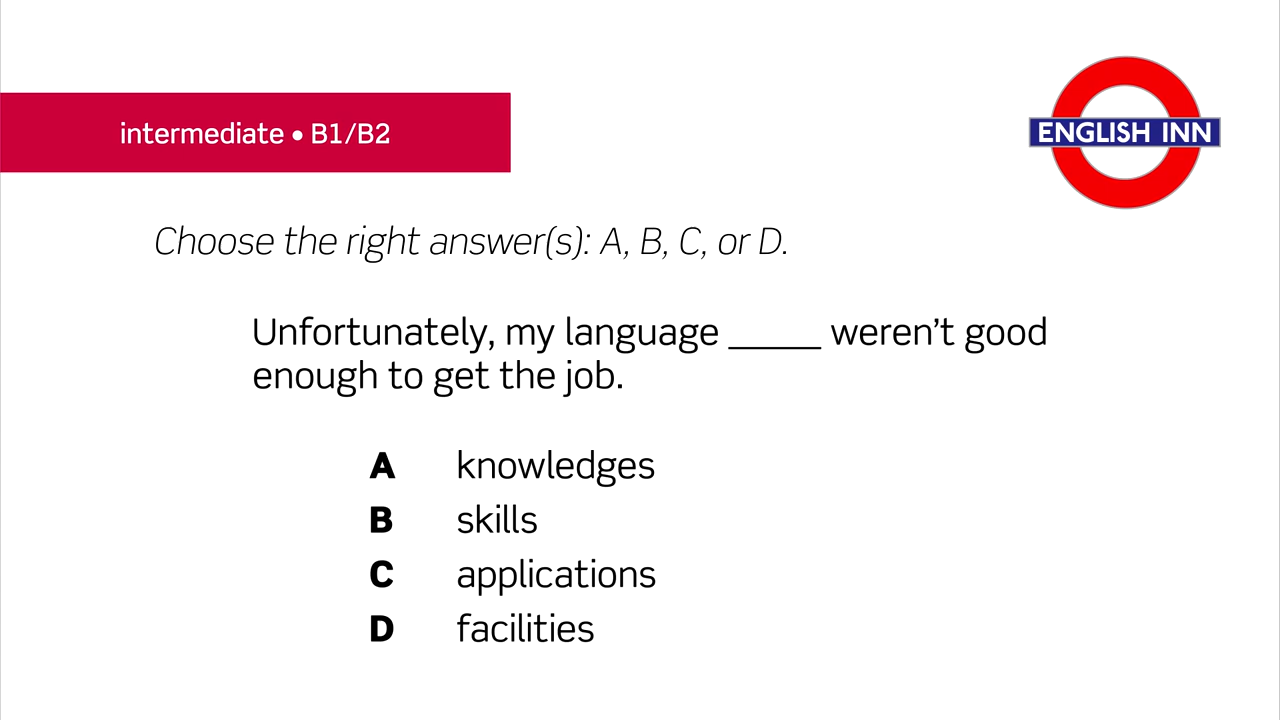 intermediate • B1/B2
ENGLISH INN
Choose the right answer(s): A, B, C, or D.
Unfortunately, my language _____ weren’t good
enough to get the job.
A knowledges
B skills
C applications
D facilities